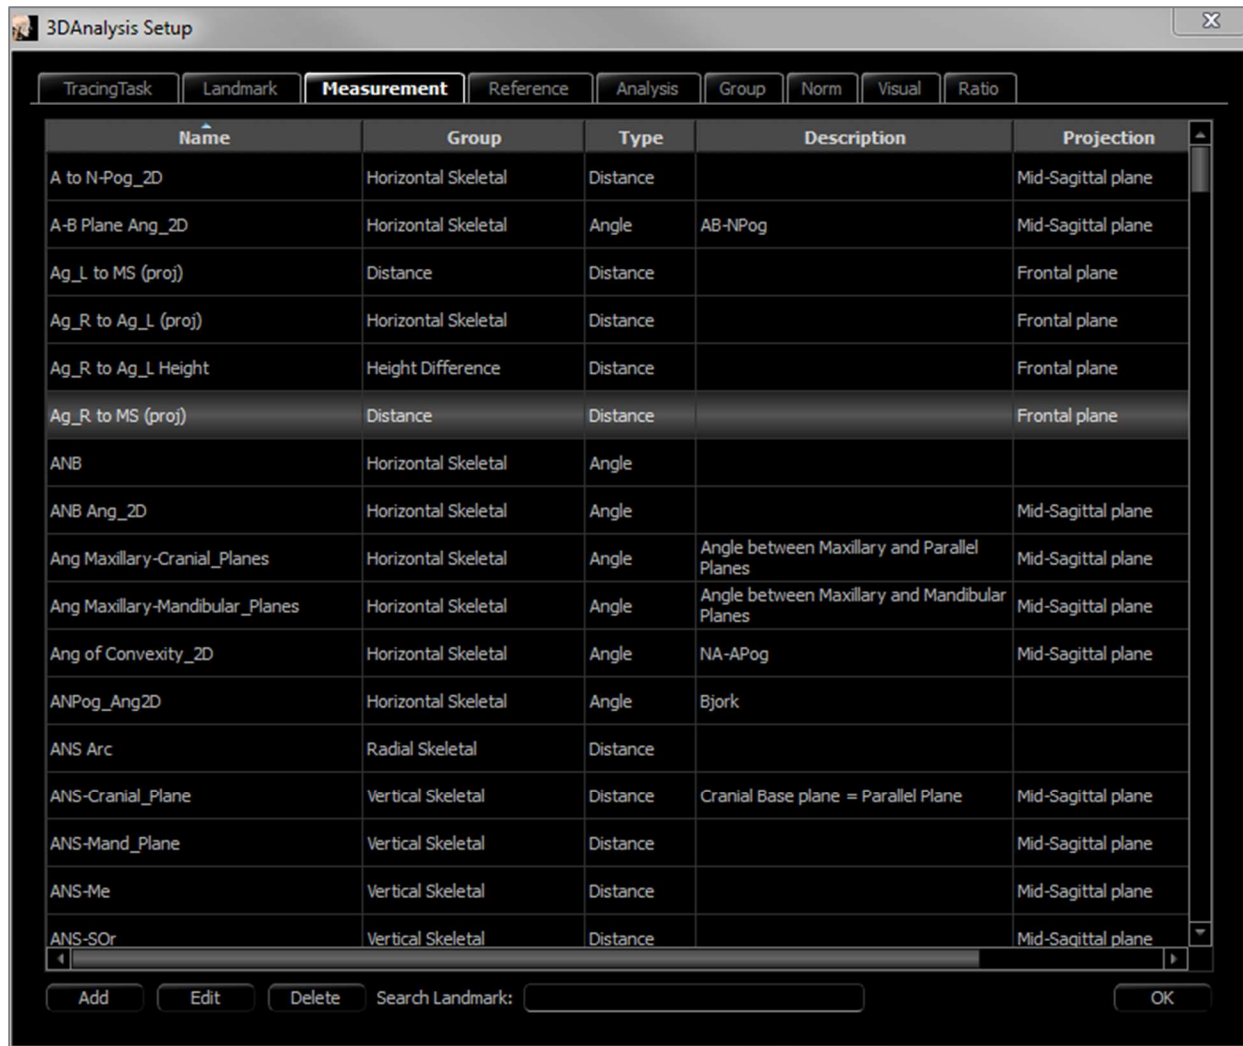 3DAnalysis Setup
TracingTask Landmark Measurement Reference Analysis Group Norm Visual Ratio
Name Group Type Description Projection
A to N-Pog_2D Horizontal Skeletal Distance Mid-Sagittal plane
A-B Plane Ang_2D Horizontal Skeletal Angle AB-NPog Mid-Sagittal plane
Ag_L to MS (proj) Distance Distance Frontal plane
Ag_R to Ag_L (proj) Horizontal Skeletal Distance Frontal plane
Ag_R to Ag_L Height Height Difference Distance Frontal plane
Ag_R to MS (proj) Distance Distance Frontal plane
ANB Horizontal Skeletal Angle
ANB Ang_2D Horizontal Skeletal Angle Mid-Sagittal plane
Ang Maxillary-Cranial_Planes Horizontal Skeletal Angle Angle between Maxillary and Parallel Mid-Sagittal plane
Planes
Ang Maxillary-Mandibular_Planes Horizontal Skeletal Angle Angle between Maxillary and Mandibular Mid-Sagittal plane
Planes
Ang of Convexity_2D Horizontal Skeletal Angle NA-APog Mid-Sagittal plane
ANPog_Ang2D Horizontal Skeletal Angle Bjork
ANS Arc Radial Skeletal Distance
ANS-Cranial_Plane Vertical Skeletal Distance Cranial Base plane = Parallel Plane Mid-Sagittal plane
ANS-Mand_Plane Vertical Skeletal Distance Mid-Sagittal plane
ANS-Me Vertical Skeletal Distance Mid-Sagittal plane
ANS-SOr Vertical Skeletal Distance Mid-Sagittal plane
Add Edit Delete Search Landmark: OK